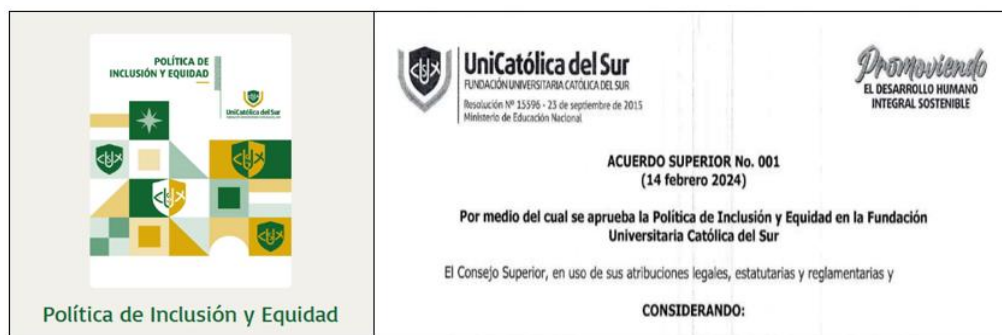 POLÍTICA DE
INCLUSIÓN Y EQUIDAD
UniCatólica del Sur
Política de Inclusión y Equidad
UniCatólica del Sur
FUNDACIÓN UNIVERSITARIA CATÓLICA DEL SUR
Resolución Nº 15596 - 23 de septiembre de 2015
Ministerio de Educación Nacional
Promoviendo
EL DESARROLLO HUMANO
INTEGRAL SOSTENIBLE
ACUERDO SUPERIOR No. 001
(14 febrero 2024)
Por medio del cual se aprueba la Política de Inclusión y Equidad en la Fundación
Universitaria Católica del Sur
El Consejo Superior, en uso de sus atribuciones legales, estatutarias y reglamentarias y
CONSIDERANDO: